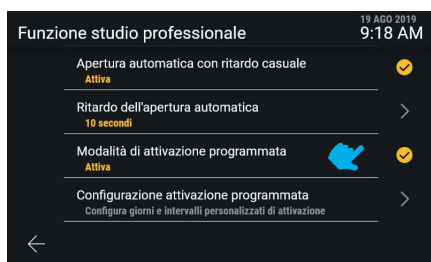 Funzione studio professionale
19 AGO 2019
9:18 AM
Apertura automatica con ritardo casuale
Attiva
Ritardo dell'apertura automatica
10 secondi
Modalità di attivazione programmata
Attiva
Configurazione attivazione programmata
Configura giorni e intervalli personalizzati di attivazione